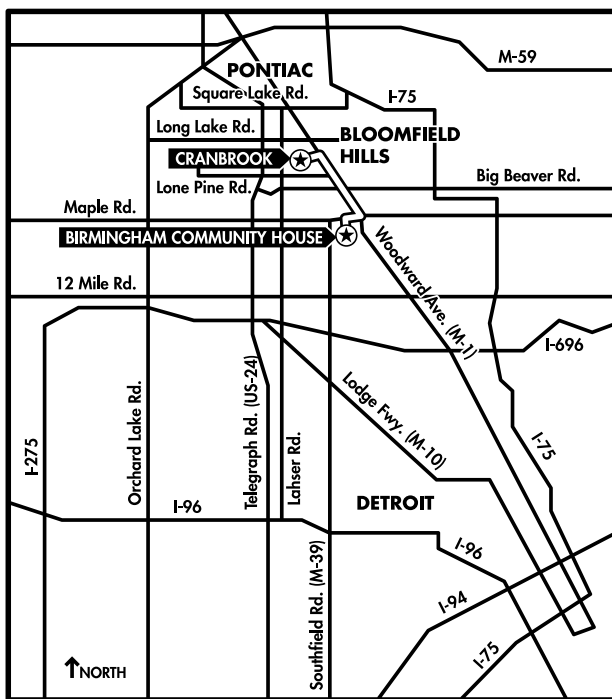 M-59
PONTIAC
Square Lake Rd.
I-75
Long Lake Rd.
BLOOMFIELD
HILLS
CRANBROOK
Lone Pine Rd.
Big Beaver Rd.
Maple Rd.
BIRMINGHAM COMMUNITY HOUSE
Woodward Ave. (M-1)
12 Mile Rd.
I-696
Lodge Fwy. (M-10)
I-275
Orchard Lake Rd.
Telegraph Rd. (US-24)
Lahser Rd.
I-75
I-96
DETROIT
I-96
Southfield Rd. (M-39)
I-94
I-75
NORTH